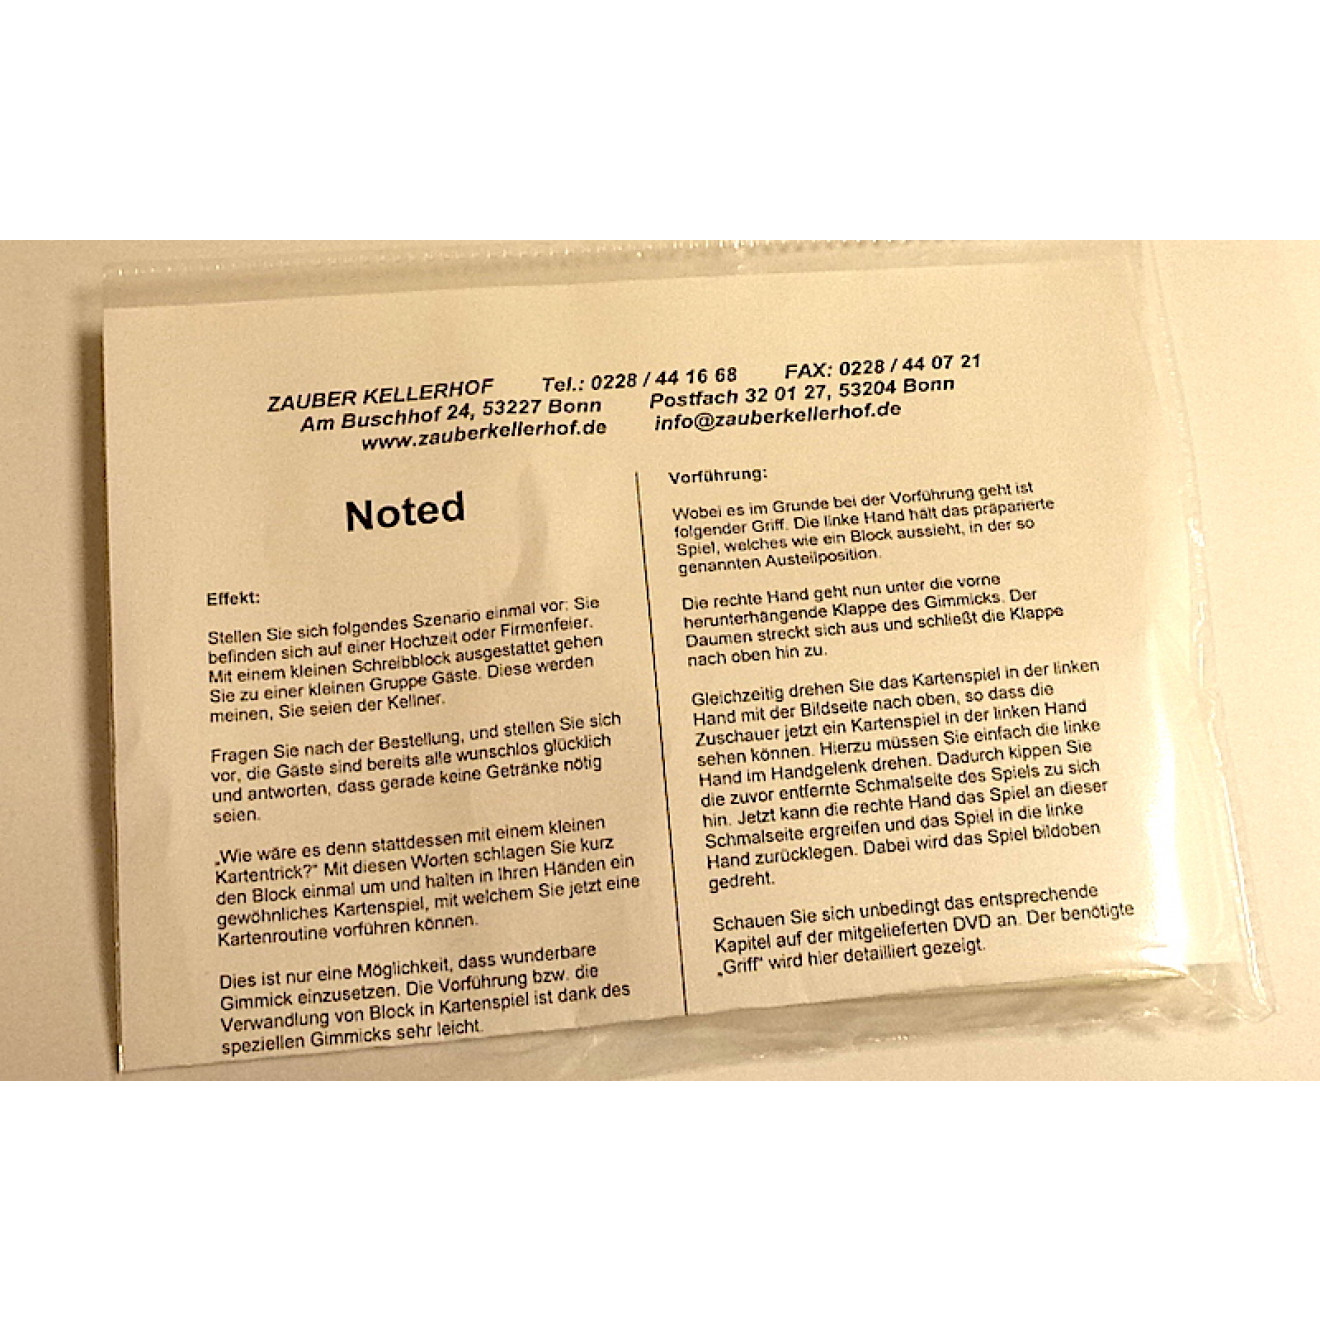 ZAUBER KELLERHOF Tel.: 0228 / 44 16 68 FAX: 0228 / 44 07 21
Am Buschhof 24, 53227 Bonn Postfach 32 01 27, 53204 Bonn
www.zauberkellerhof.de info@zauberkellerhof.de
Noted
Effekt:
Stellen Sie sich folgendes Szenario einmal vor: Sie
befinden sich auf einer Hochzeit oder Firmenfeier.
Mit einem kleinen Schreibblock ausgestattet gehen
Sie zu einer kleinen Gruppe Gäste. Diese werden
meinen, Sie seien der Kellner.
Fragen Sie nach der Bestellung, und stellen Sie sich
vor, die Gäste sind bereits alle wunschlos glücklich
und antworten, dass gerade keine Getränke nötig
seien.
„Wie wäre es denn stattdessen mit einem kleinen
Kartentrick?“ Mit diesen Worten schlagen Sie kurz
den Block einmal um und halten in Ihren Händen ein
gewöhnliches Kartenspiel, mit welchem Sie jetzt eine
Kartenroutine vorführen können.
Dies ist nur eine Möglichkeit, dass wunderbare
Gimmick einzusetzen. Die Vorführung bzw. die
Verwandlung von Block in Kartenspiel ist dank des
speziellen Gimmicks sehr leicht.
Vorführung:
Wobei es im Grunde bei der Vorführung geht ist
folgender Griff. Die linke Hand hält das präparierte
Spiel, welches wie ein Block aussieht, in der so
genannten Austeilposition.
Die rechte Hand geht nun unter die vorne
herunterhängende Klappe des Gimmicks. Der
Daumen streckt sich aus und schließt die Klappe
nach oben hin zu.
Gleichzeitig drehen Sie das Kartenspiel in der linken
Hand mit der Bildseite nach oben, so dass die
Zuschauer jetzt ein Kartenspiel in der linken Hand
sehen können. Hierzu müssen Sie einfach die linke
Hand im Handgelenk drehen. Dadurch kippen Sie
die zuvor entfernte Schmalseite des Spiels zu sich
hin. Jetzt kann die rechte Hand das Spiel an dieser
Schmalseite ergreifen und das Spiel in die linke
Hand zurücklegen. Dabei wird das Spiel bildoben
gedreht.
Schauen Sie sich unbedingt das entsprechende
Kapitel auf der mitgelieferten DVD an. Der benötigte
„Griff“ wird hier detailliert gezeigt.